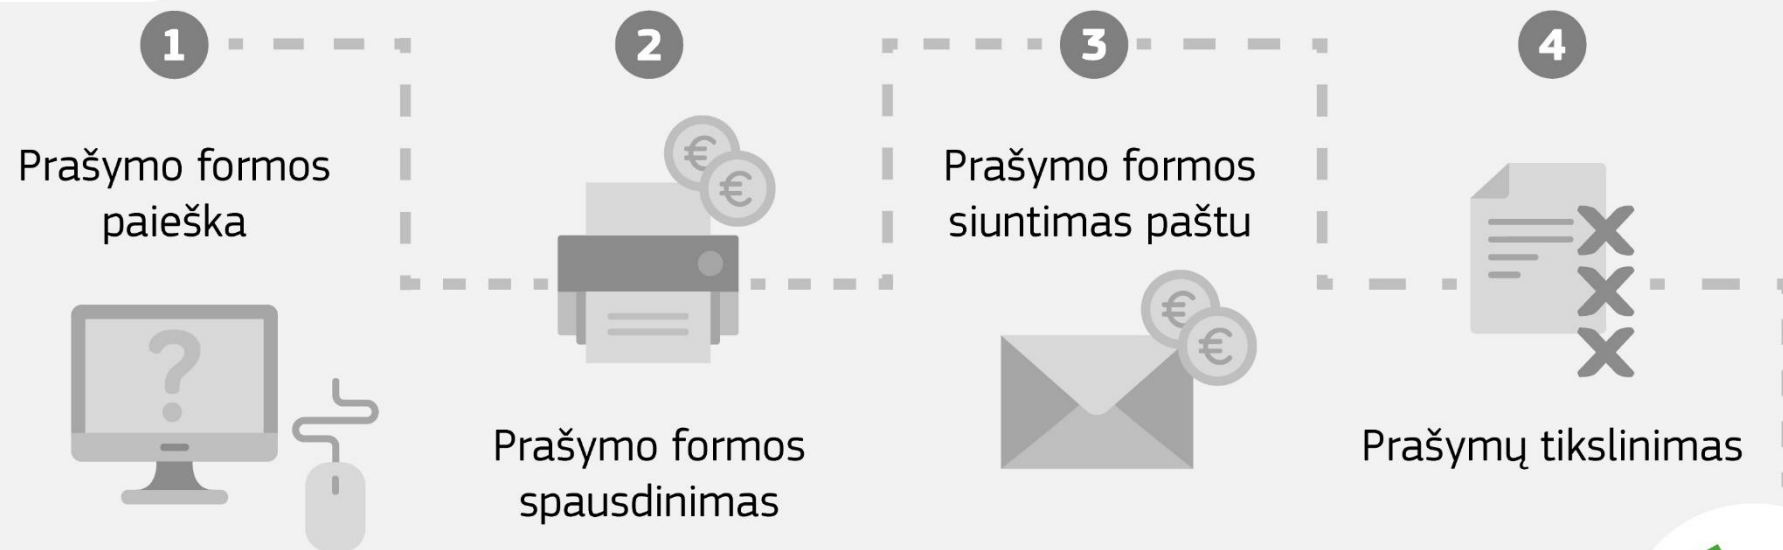 1
Prašymo formos
paieška
?
2
€
€
Prašymo formos
spausdinimas
3
Prašymo formos
siuntimas paštu
€
€
4
Prašymų tikslinimas